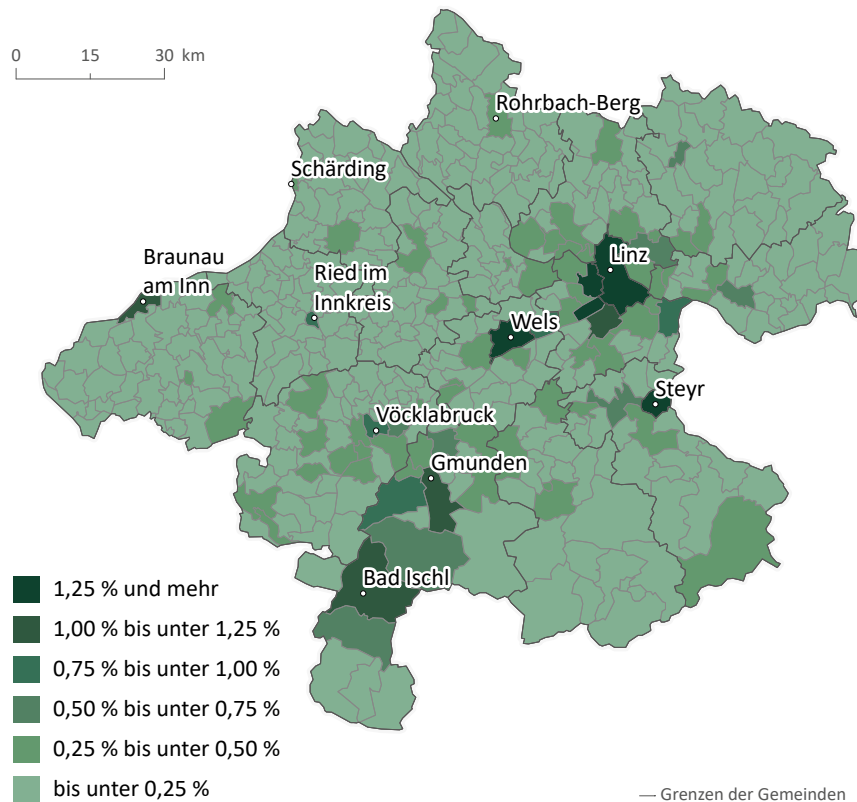 0 15 30 km
Rohrbach-Berg
Schärding
Braunau
am Inn
Ried im
Innkreis
Linz
Wels
Steyr
Vöcklabruck
Gmunden
Bad Ischl
1,25 % und mehr
1,00 % bis unter 1,25 %
0,75 % bis unter 1,00 %
0,50 % bis unter 0,75 %
0,25 % bis unter 0,50 %
bis unter 0,25 %
Grenzen der Gemeinden